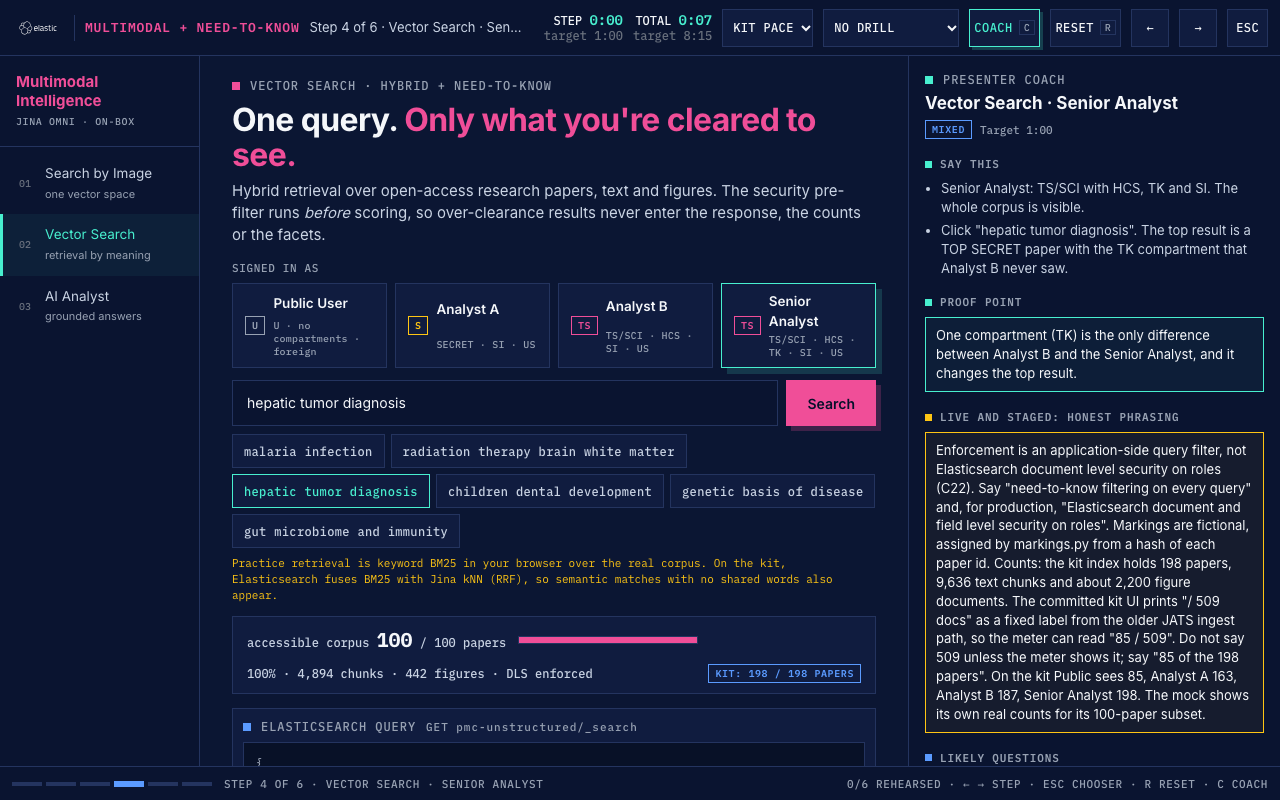 elastic
MULTIMODAL + NEED-TO-KNOW
Step 4 of 6 · Vector Search · Sen...
STEP 0:00 TOTAL 0:07
target 1:00 target 8:15
KIT PACE
NO DRILL
COACH C
RESET R
←
→
ESC
Multimodal
Intelligence
JINA OMNI · ON-BOX
01 Search by Image
one vector space
02 Vector Search
retrieval by meaning
03 AI Analyst
grounded answers
VECTOR SEARCH · HYBRID + NEED-TO-KNOW
One query. Only what you're cleared to
see.
Hybrid retrieval over open-access research papers, text and figures. The security pre-
filter runs before scoring, so over-clearance results never enter the response, the counts
or the facets.
SIGNED IN AS
U Public User
U · no
compartments ·
foreign
S Analyst A
SECRET · SI · US
TS Analyst B
TS/SCI · HCS ·
SI · US
TS Senior
Analyst
TS/SCI · HCS ·
TK · SI · US
hepatic tumor diagnosis
Search
malaria infection
radiation therapy brain white matter
hepatic tumor diagnosis
children dental development
genetic basis of disease
gut microbiome and immunity
Practice retrieval is keyword BM25 in your browser over the real corpus. On the kit,
Elasticsearch fuses BM25 with Jina kNN (RRF), so semantic matches with no shared words also
appear.
accessible corpus 100 / 100 papers
100% · 4,894 chunks · 442 figures · DLS enforced
KIT: 198 / 198 PAPERS
ELASTICSEARCH QUERY GET pmc-unstructured/_search
{
PRESENTER COACH
Vector Search · Senior Analyst
MIXED Target 1:00
SAY THIS
• Senior Analyst: TS/SCI with HCS, TK and SI. The
whole corpus is visible.
• Click "hepatic tumor diagnosis". The top result is a
TOP SECRET paper with the TK compartment that
Analyst B never saw.
PROOF POINT
One compartment (TK) is the only difference
between Analyst B and the Senior Analyst, and it
changes the top result.
LIVE AND STAGED: HONEST PHRASING
Enforcement is an application-side query filter, not
Elasticsearch document level security on roles
(C22). Say "need-to-know filtering on every query"
and, for production, "Elasticsearch document and
field level security on roles". Markings are fictional,
assigned by markings.py from a hash of each
paper id. Counts: the kit index holds 198 papers,
9,636 text chunks and about 2,200 figure
documents. The committed kit UI prints "/ 509
docs" as a fixed label from the older JATS ingest
path, so the meter can read "85 / 509". Do not say
509 unless the meter shows it; say "85 of the 198
papers". On the kit Public sees 85, Analyst A 163,
Analyst B 187, Senior Analyst 198. The mock shows
its own real counts for its 100-paper subset.
LIKELY QUESTIONS
STEP 4 OF 6 · VECTOR SEARCH · SENIOR ANALYST
0/6 REHEARSED · ← → STEP · ESC CHOOSER · R RESET · C COACH